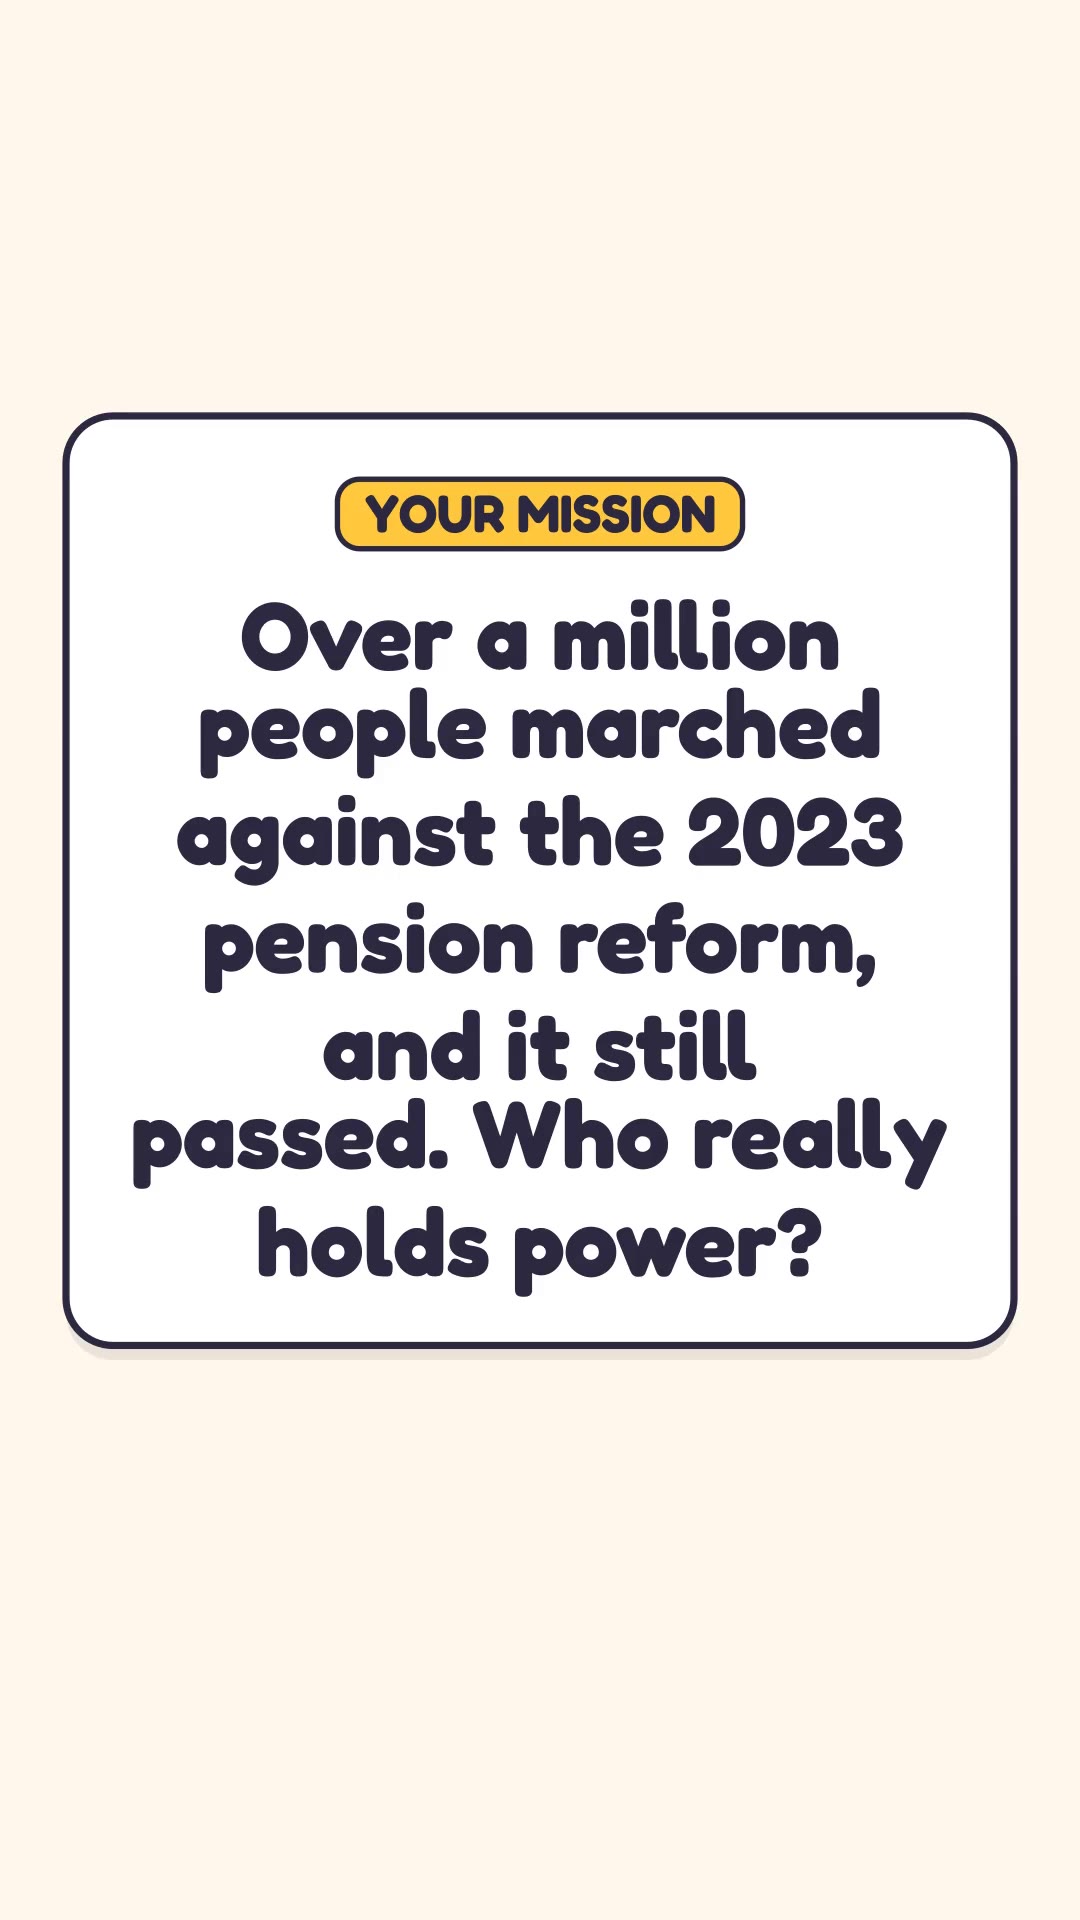 YOUR MISSION
Over a million
people marched
against the 2023
pension reform,
and it still
passed. Who really
holds power?